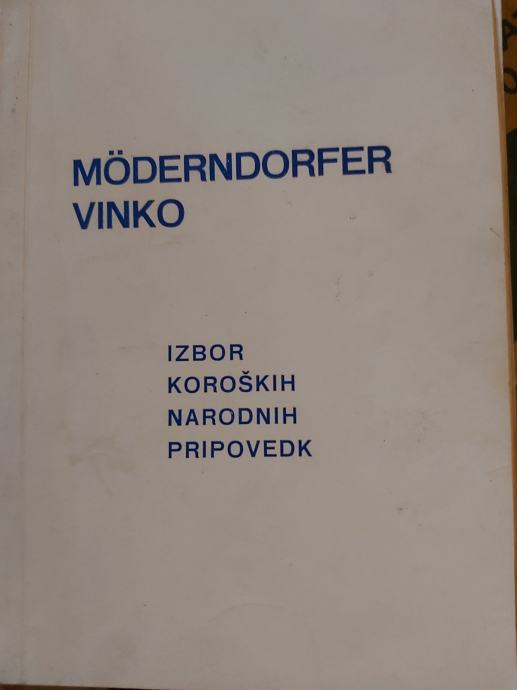 MÖDERNDORFER
VINKO
IZBOR
KOROŠKIH
NARODNIH
PRIPOVEDK